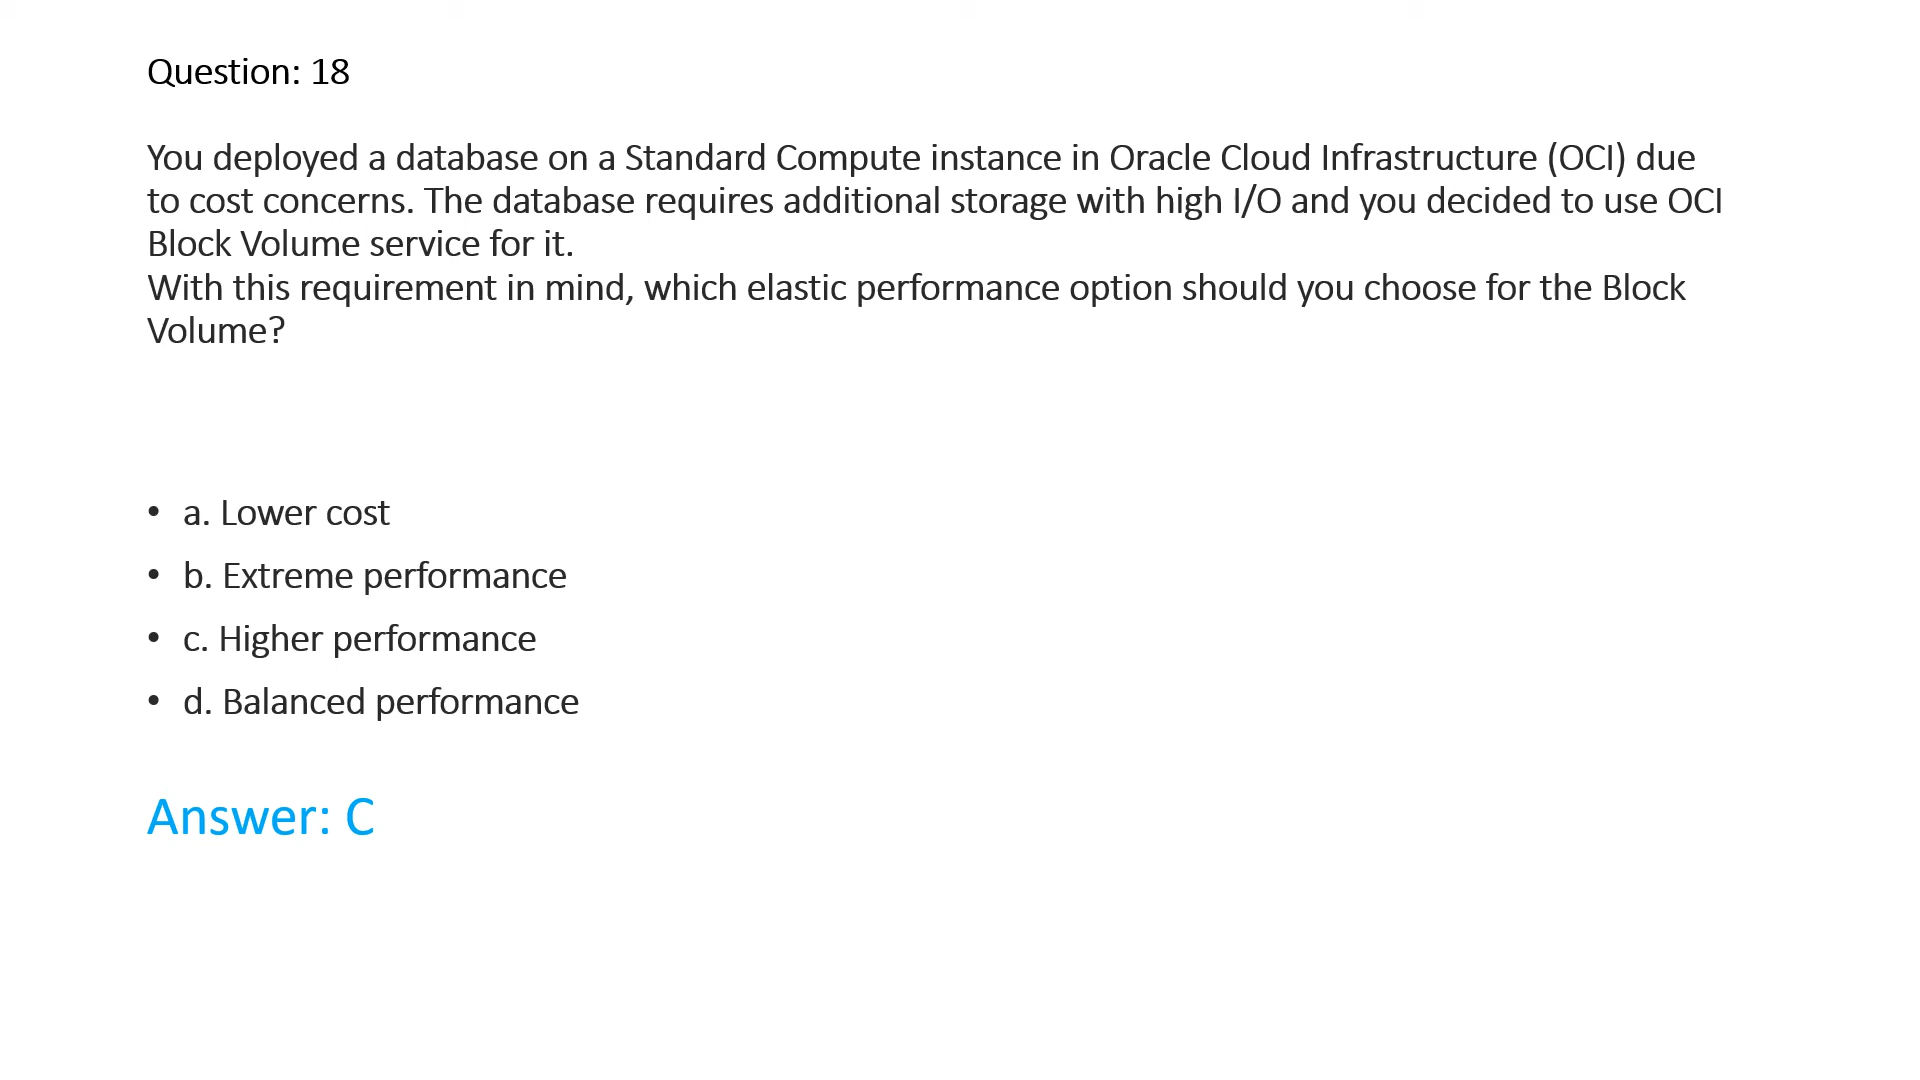 Question: 18
You deployed a database on a Standard Compute instance in Oracle Cloud Infrastructure (OCI) due
to cost concerns. The database requires additional storage with high I/O and you decided to use OCI
Block Volume service for it.
With this requirement in mind, which elastic performance option should you choose for the Block
Volume?
• a. Lower cost
• b. Extreme performance
• c. Higher performance
• d. Balanced performance
Answer: C